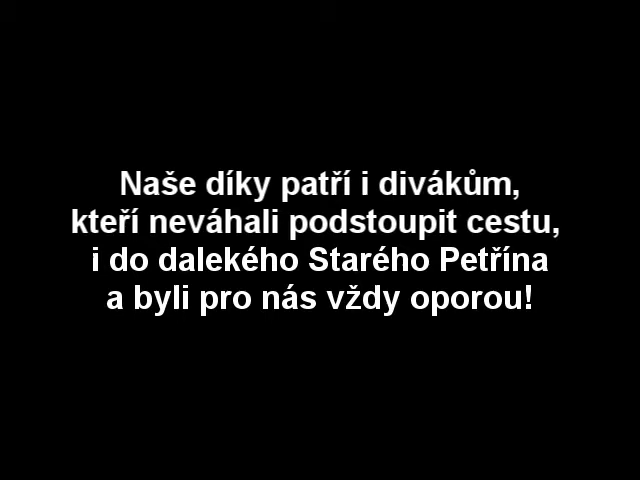 Naše díky patří i divákům,
kteří neváhali podstoupit cestu,
i do dalekého Starého Petřína
a byli pro nás vždy oporou!